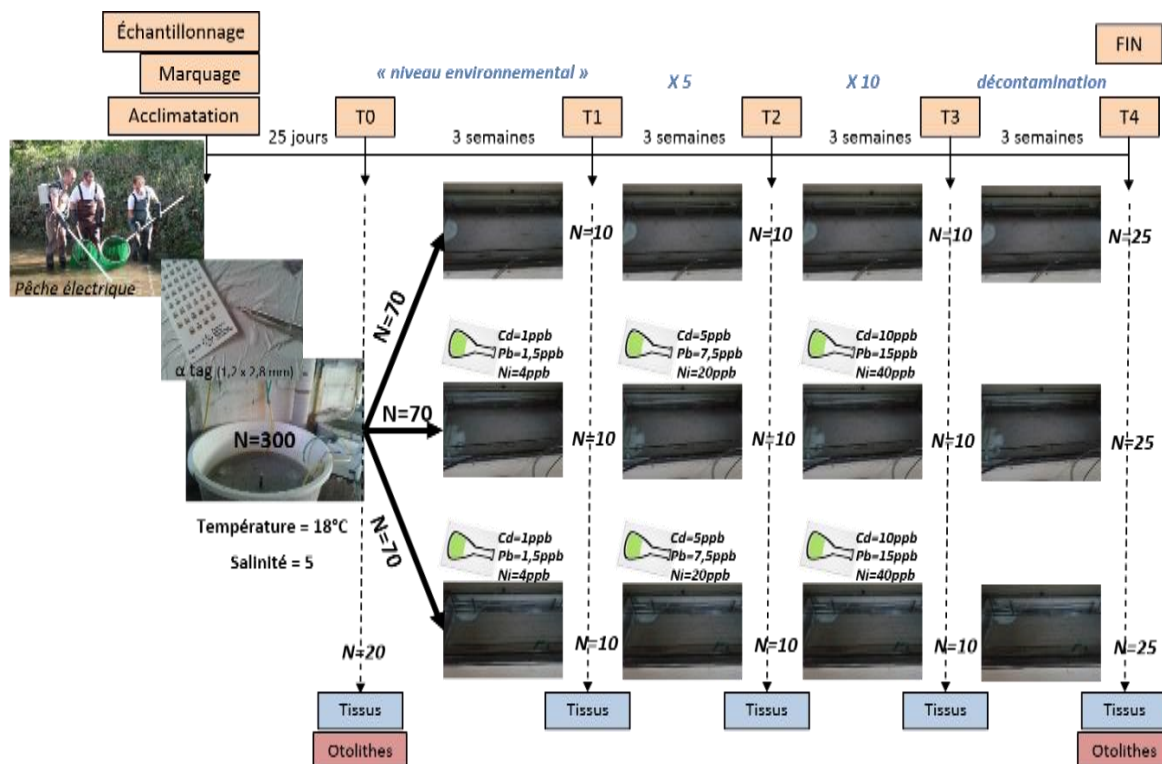 Échantillonnage
Marquage
Acclimatation
FIN
« niveau environnemental »
X 5
X 10
décontamination
T0
T1
T2
T3
T4
25 jours
3 semaines
3 semaines
3 semaines
3 semaines
Pêche électrique
α tag (1,2 x 2,8 mm)
N=300
Température = 18°C
Salinité = 5
N=70
N=70
N=70
N=10
N=10
N=10
N=25
Cd=1ppb
Pb=1,5ppb
Ni=4ppb
Cd=5ppb
Pb=7,5ppb
Ni=20ppb
Cd=10ppb
Pb=15ppb
Ni=40ppb
N=10
N=10
N=10
N=25
Cd=1ppb
Pb=1,5ppb
Ni=4ppb
Cd=5ppb
Pb=7,5ppb
Ni=20ppb
Cd=10ppb
Pb=15ppb
Ni=40ppb
N=20
N=10
N=10
N=10
N=25
Tissus
Tissus
Tissus
Tissus
Tissus
Otolithes
Otolithes